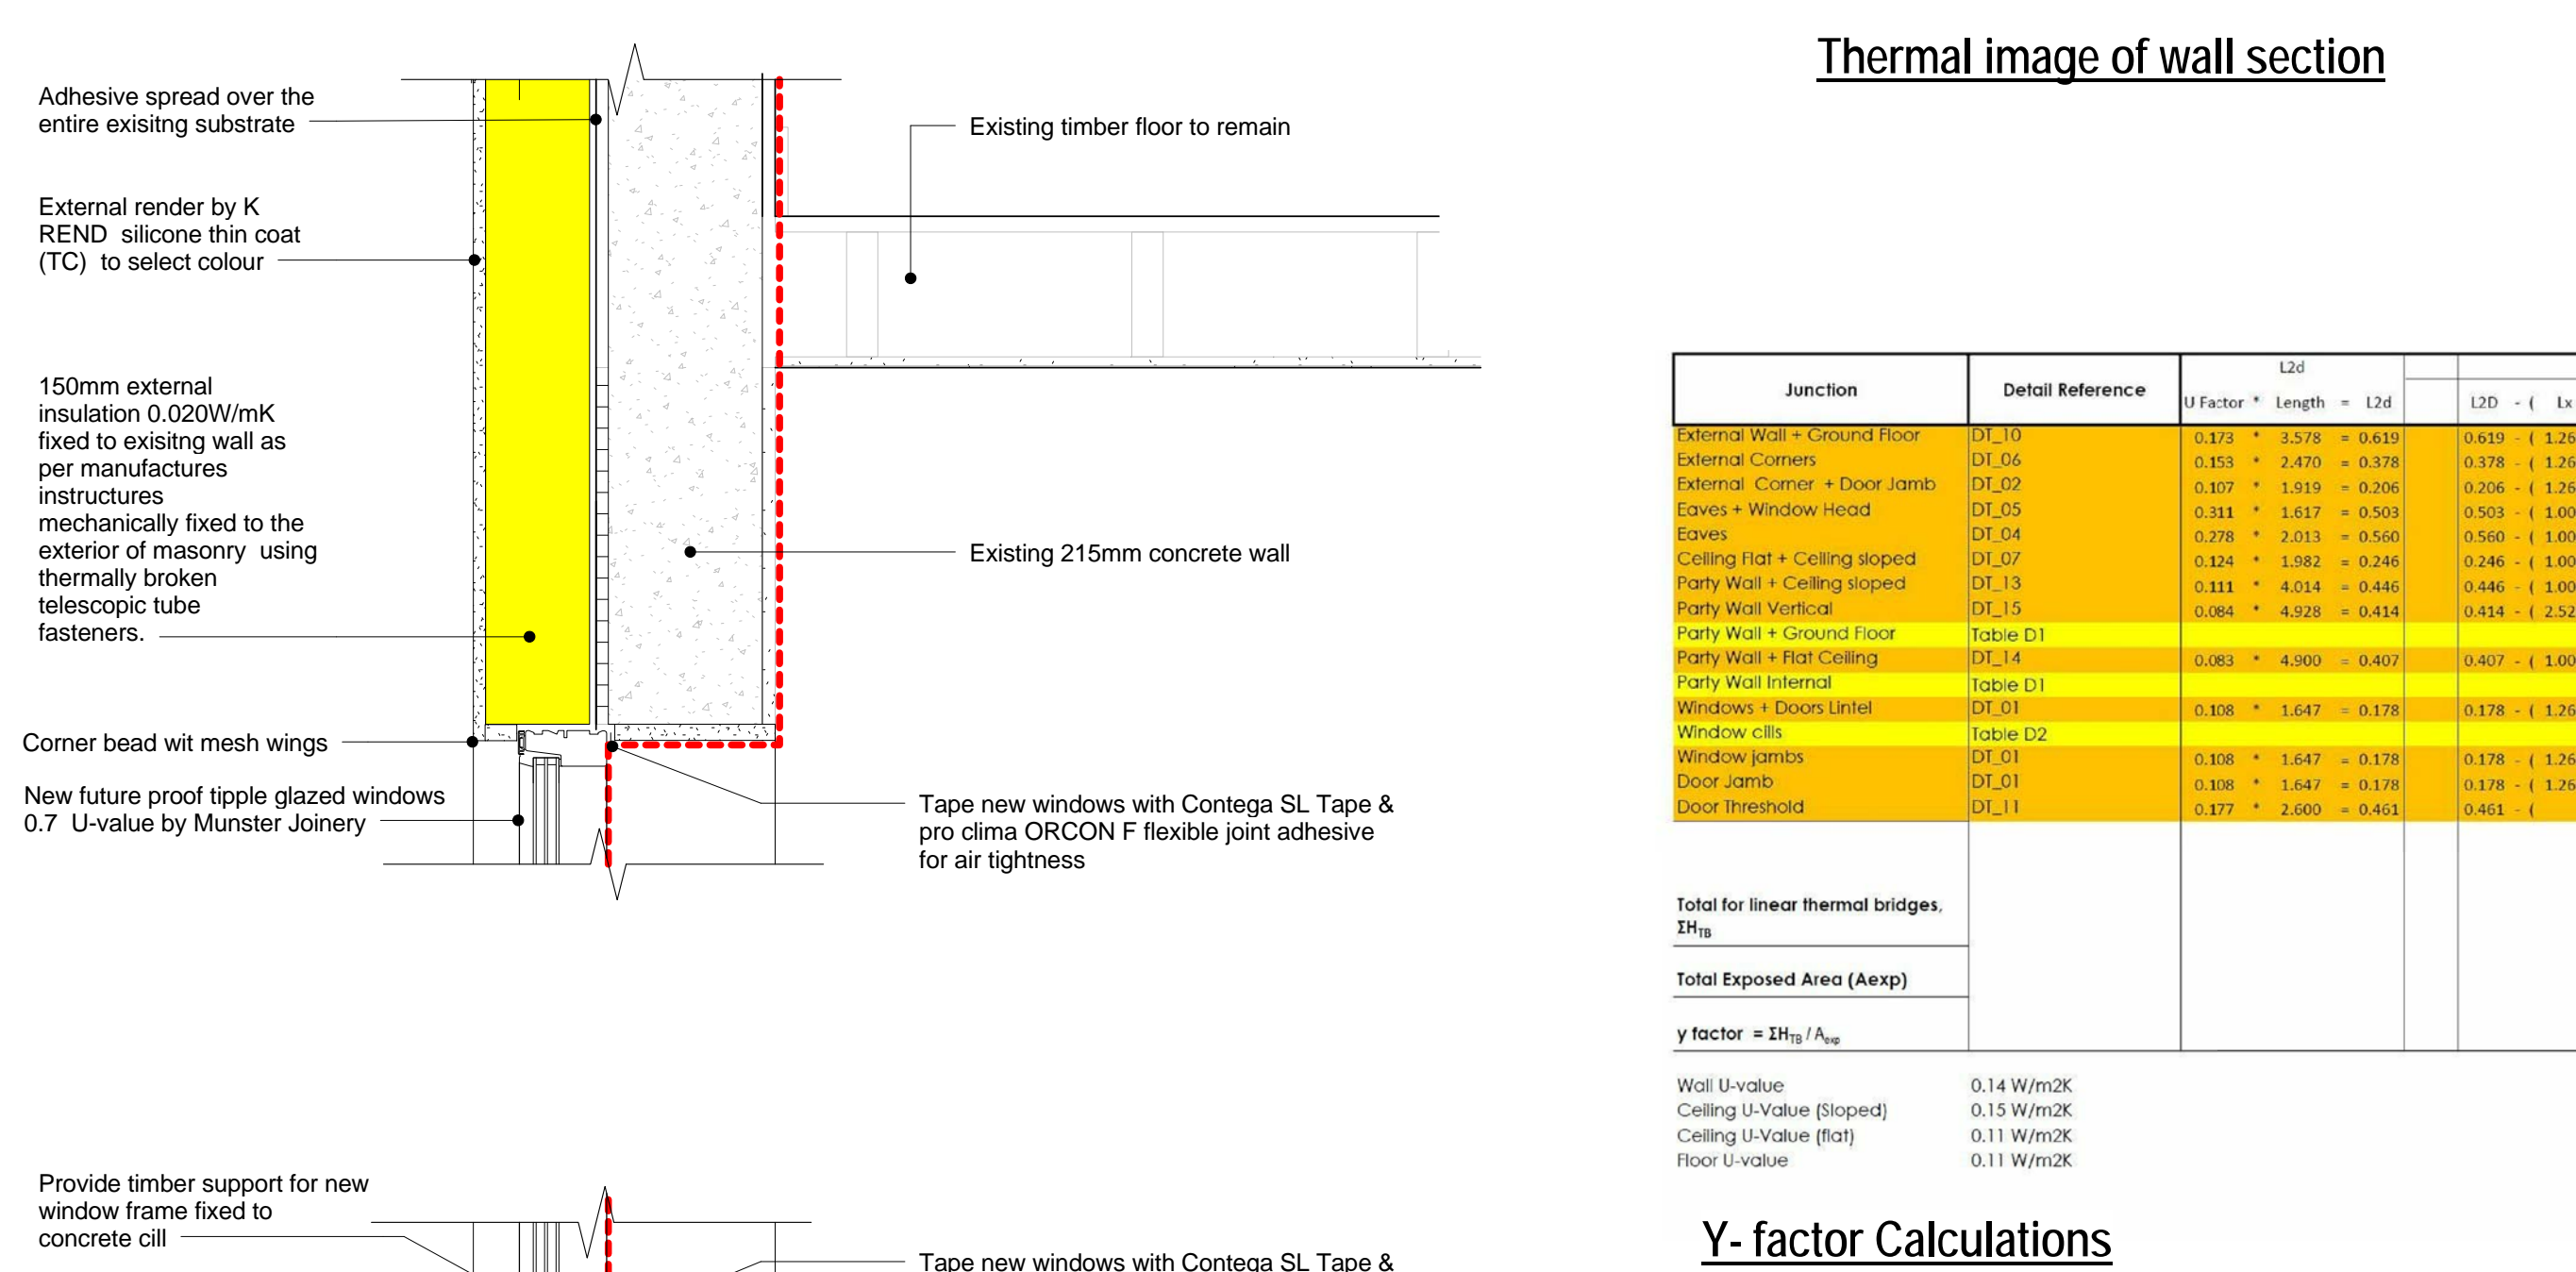 Thermal image of wall section
Adhesive spread over the
entire exisitng substrate
External render by K
REND silicone thin coat
(TC) to select colour
150mm external
insulation 0.020W/mK
fixed to exisitng wall as
per manufactures
instructures
mechanically fixed to the
exterior of masonry using
thermally broken
telescopic tube
fasteners.
Corner bead wit mesh wings
New future proof tipple glazed windows
0.7 U-value by Munster Joinery
Existing timber floor to remain
Existing 215mm concrete wall
Tape new windows with Contega SL Tape &
pro clima ORCON F flexible joint adhesive
for air tightness
Provide timber support for new
window frame fixed to
concrete cill
Tape new windows with Contega SL Tape &
L2d
Junction Detail Reference U Factor * Length = L2d L2D - ( Lx
External Wall + Ground Floor DT_10 0.173 * 3.578 = 0.619 0.619 - ( 1.26
External Corners DT_06 0.153 * 2.470 = 0.378 0.378 - ( 1.26
External Corner + Door Jamb DT_02 0.107 * 1.919 = 0.206 0.206 - ( 1.26
Eaves + Window Head DT_05 0.311 * 1.617 = 0.503 0.503 - ( 1.00
Eaves DT_04 0.278 * 2.013 = 0.560 0.560 - ( 1.00
Ceiling Flat + Ceiling sloped DT_07 0.124 * 1.982 = 0.246 0.246 - ( 1.00
Party Wall + Ceiling sloped DT_13 0.111 * 4.014 = 0.446 0.446 - ( 1.00
Party Wall Vertical DT_15 0.084 * 4.928 = 0.414 0.414 - ( 2.52
Party Wall + Ground Floor Table D1
Party Wall + Flat Ceiling DT_14 0.083 * 4.900 = 0.407 0.407 - ( 1.00
Party Wall Internal Table D1
Windows + Doors Lintel DT_01 0.108 * 1.647 = 0.178 0.178 - ( 1.26
Window cills Table D2
Window jambs DT_01 0.108 * 1.647 = 0.178 0.178 - ( 1.26
Door Jamb DT_01 0.108 * 1.647 = 0.178 0.178 - ( 1.26
Door Threshold DT_11 0.177 * 2.600 = 0.461 0.461 - (
Total for linear thermal bridges,
ΣHTB
Total Exposed Area (Aexp)
y factor = ΣHTB / Aexp
Wall U-value 0.14 W/m2K
Ceiling U-Value (Sloped) 0.15 W/m2K
Ceiling U-Value (flat) 0.11 W/m2K
Floor U-value 0.11 W/m2K
Y- factor Calculations